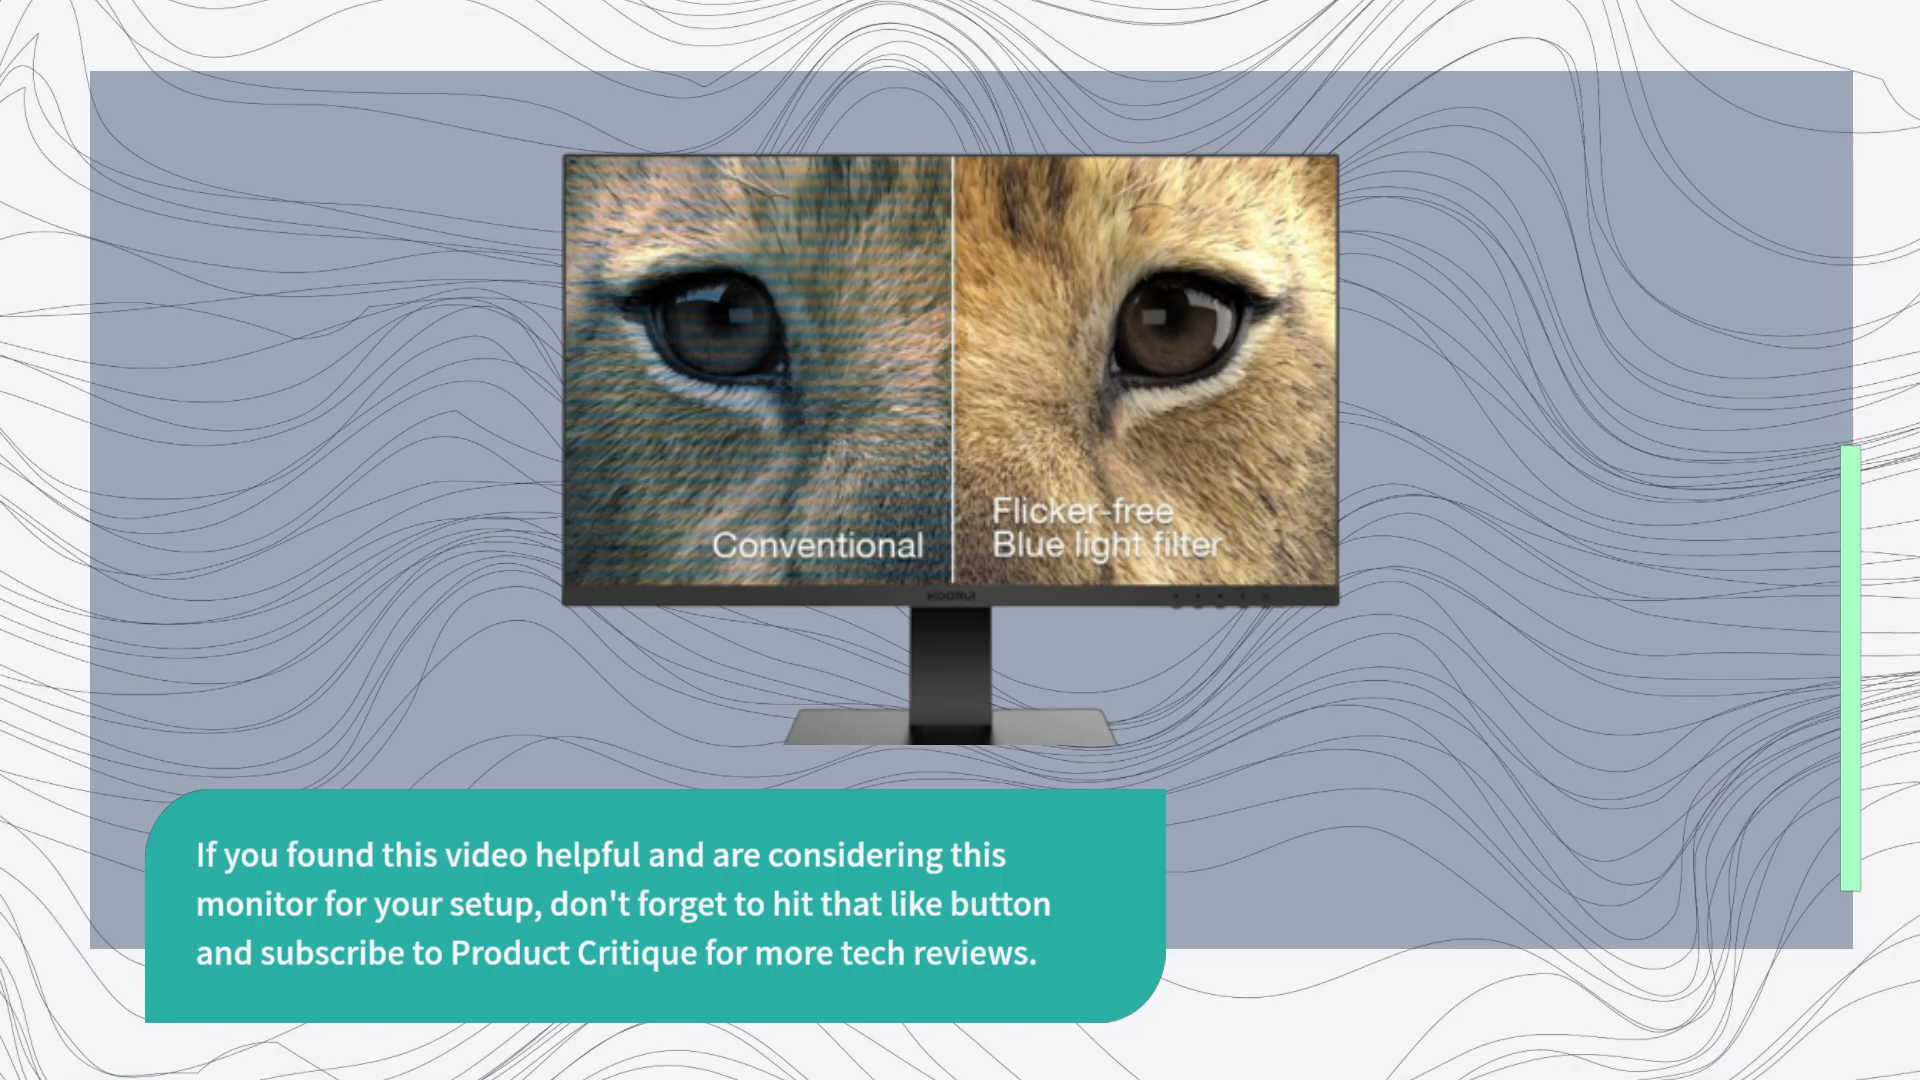 Conventional
Flicker-free
Blue light filter
KOORUI
If you found this video helpful and are considering this
monitor for your setup, don't forget to hit that like button
and subscribe to Product Critique for more tech reviews.